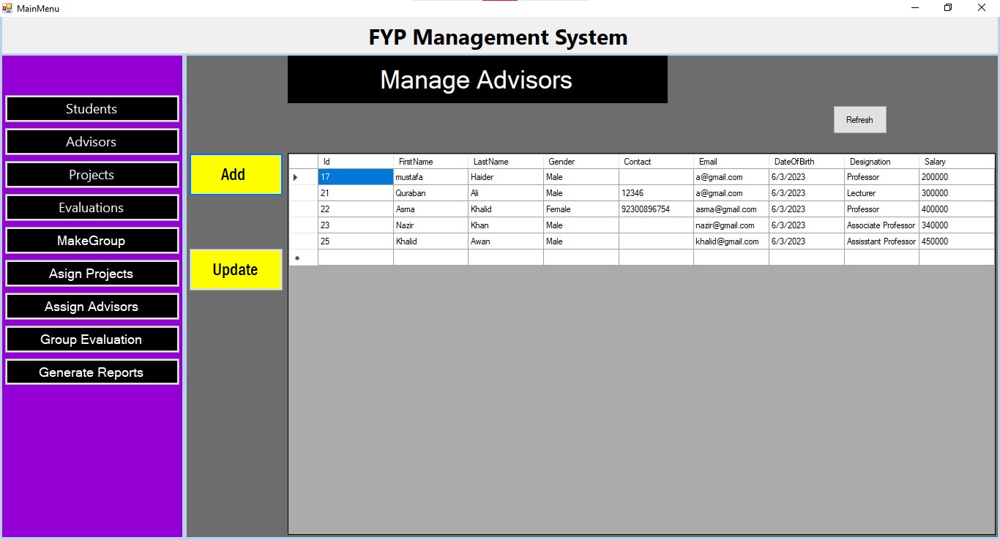 MainMenu
FYP Management System
Manage Advisors
Refresh
Students
Advisors
Projects
Evaluations
MakeGroup
Asign Projects
Assign Advisors
Group Evaluation
Generate Reports
Add
Update
Id FirstName LastName Gender Contact Email DateOfBirth Designation Salary
17 mustafa Haider Male a@gmail.com 6/3/2023 Professor 200000
21 Quraban Ali Male 12346 a@gmail.com 6/3/2023 Lecturer 300000
22 Asma Khalid Female 92300896754 asma@gmail.com 6/3/2023 Professor 400000
23 Nazir Khan Male nazir@gmail.com 6/3/2023 Associate Professor 340000
25 Khalid Awan Male khalid@gmail.com 6/3/2023 Assisstant Professor 450000